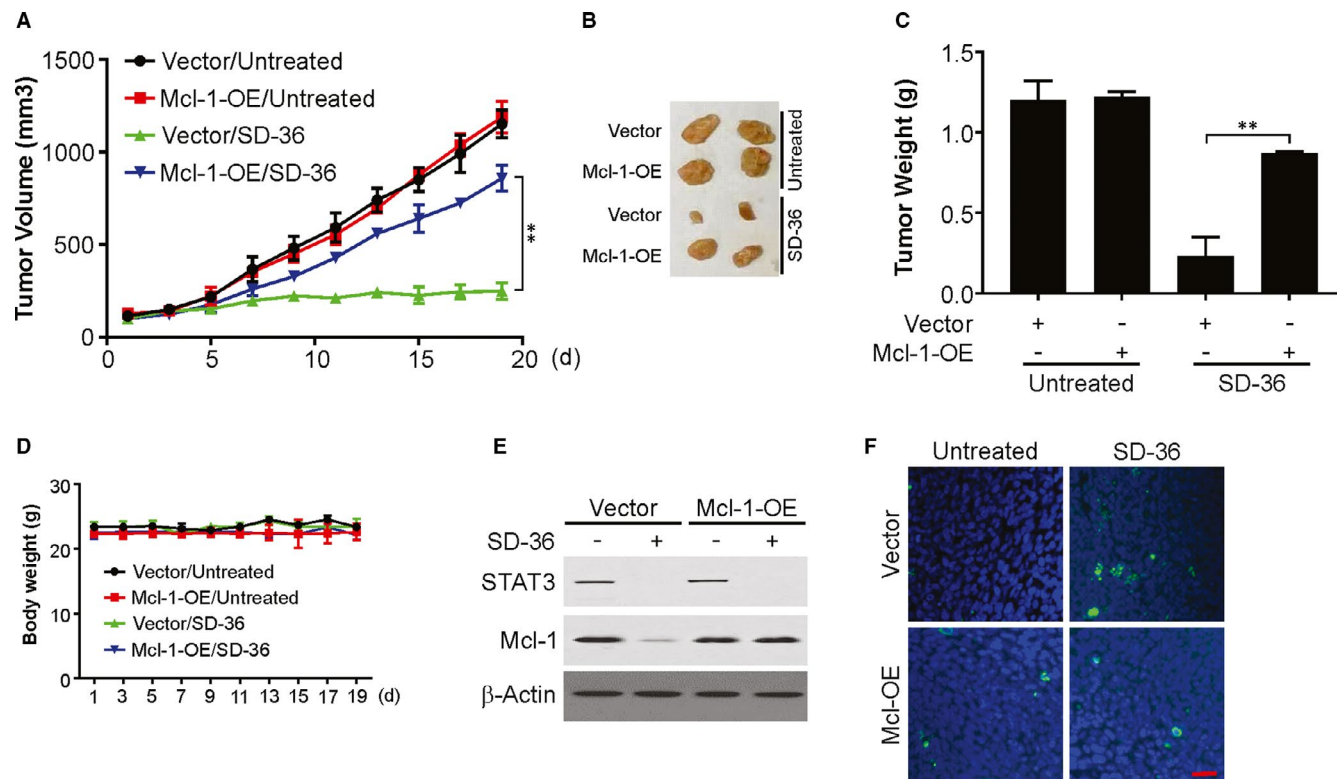 A
Tumor Volume (mm3)
1500
1000
500
0
Vector/Untreated
Mcl-1-OE/Untreated
Vector/SD-36
Mcl-1-OE/SD-36
**
0 5 10 15 20 (d)
B
Vector
Mcl-1-OE
Vector
Mcl-1-OE
Untreated
SD-36
C
Tumor Weight (g)
1.5
1.0
0.5
0.0
**
Vector + - + -
Mcl-1-OE - + - +
Untreated SD-36
D
Body weight (g)
30
20
10
0
Vector/Untreated
Mcl-1-OE/Untreated
Vector/SD-36
Mcl-1-OE/SD-36
1 3 5 7 9 11 13 15 17 19 (d)
E
Vector Mcl-1-OE
SD-36 - + - +
STAT3
Mcl-1
β-Actin
F
Untreated SD-36
Vector
Mcl-OE